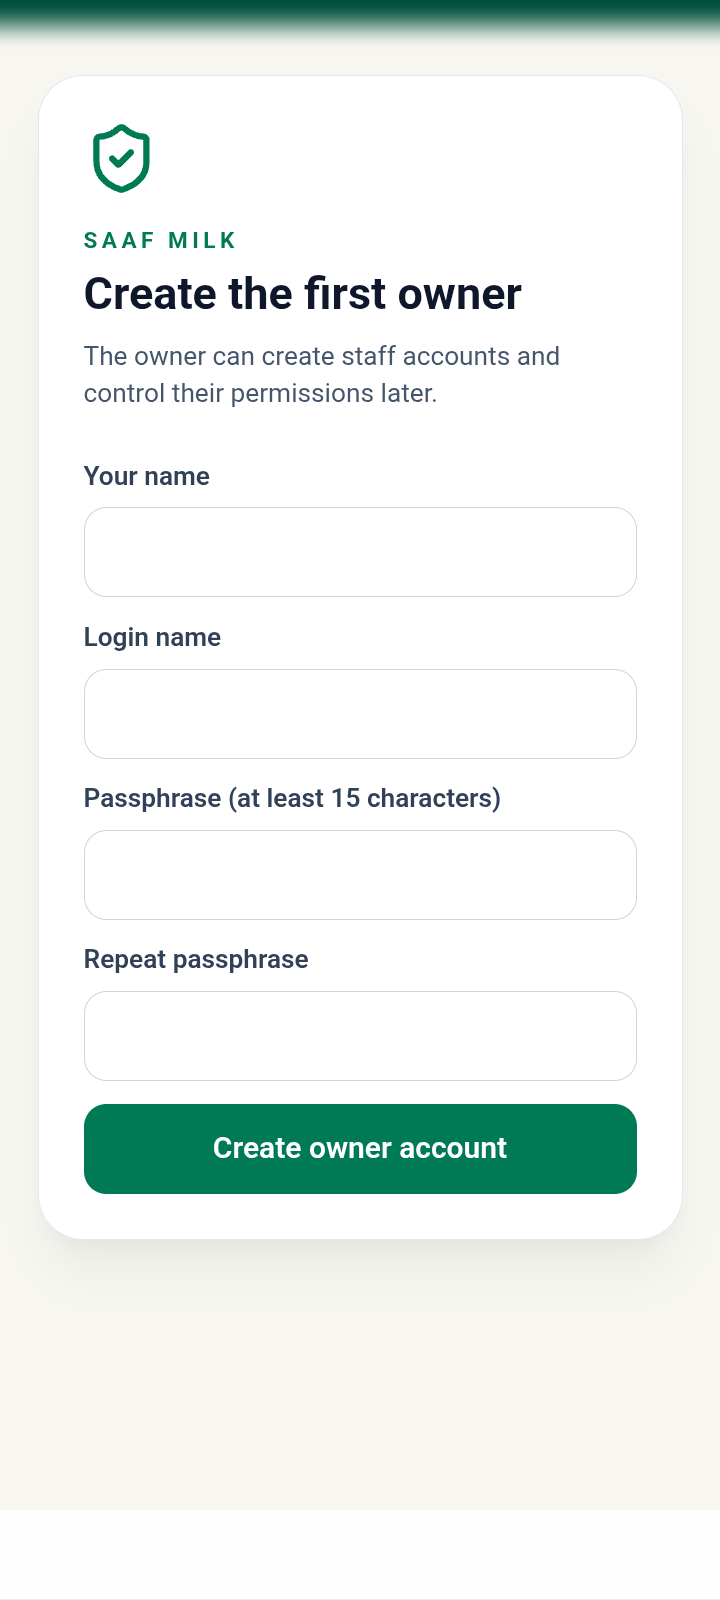 SAAF MILK
Create the first owner
The owner can create staff accounts and
control their permissions later.
Your name
Login name
Passphrase (at least 15 characters)
Repeat passphrase
Create owner account